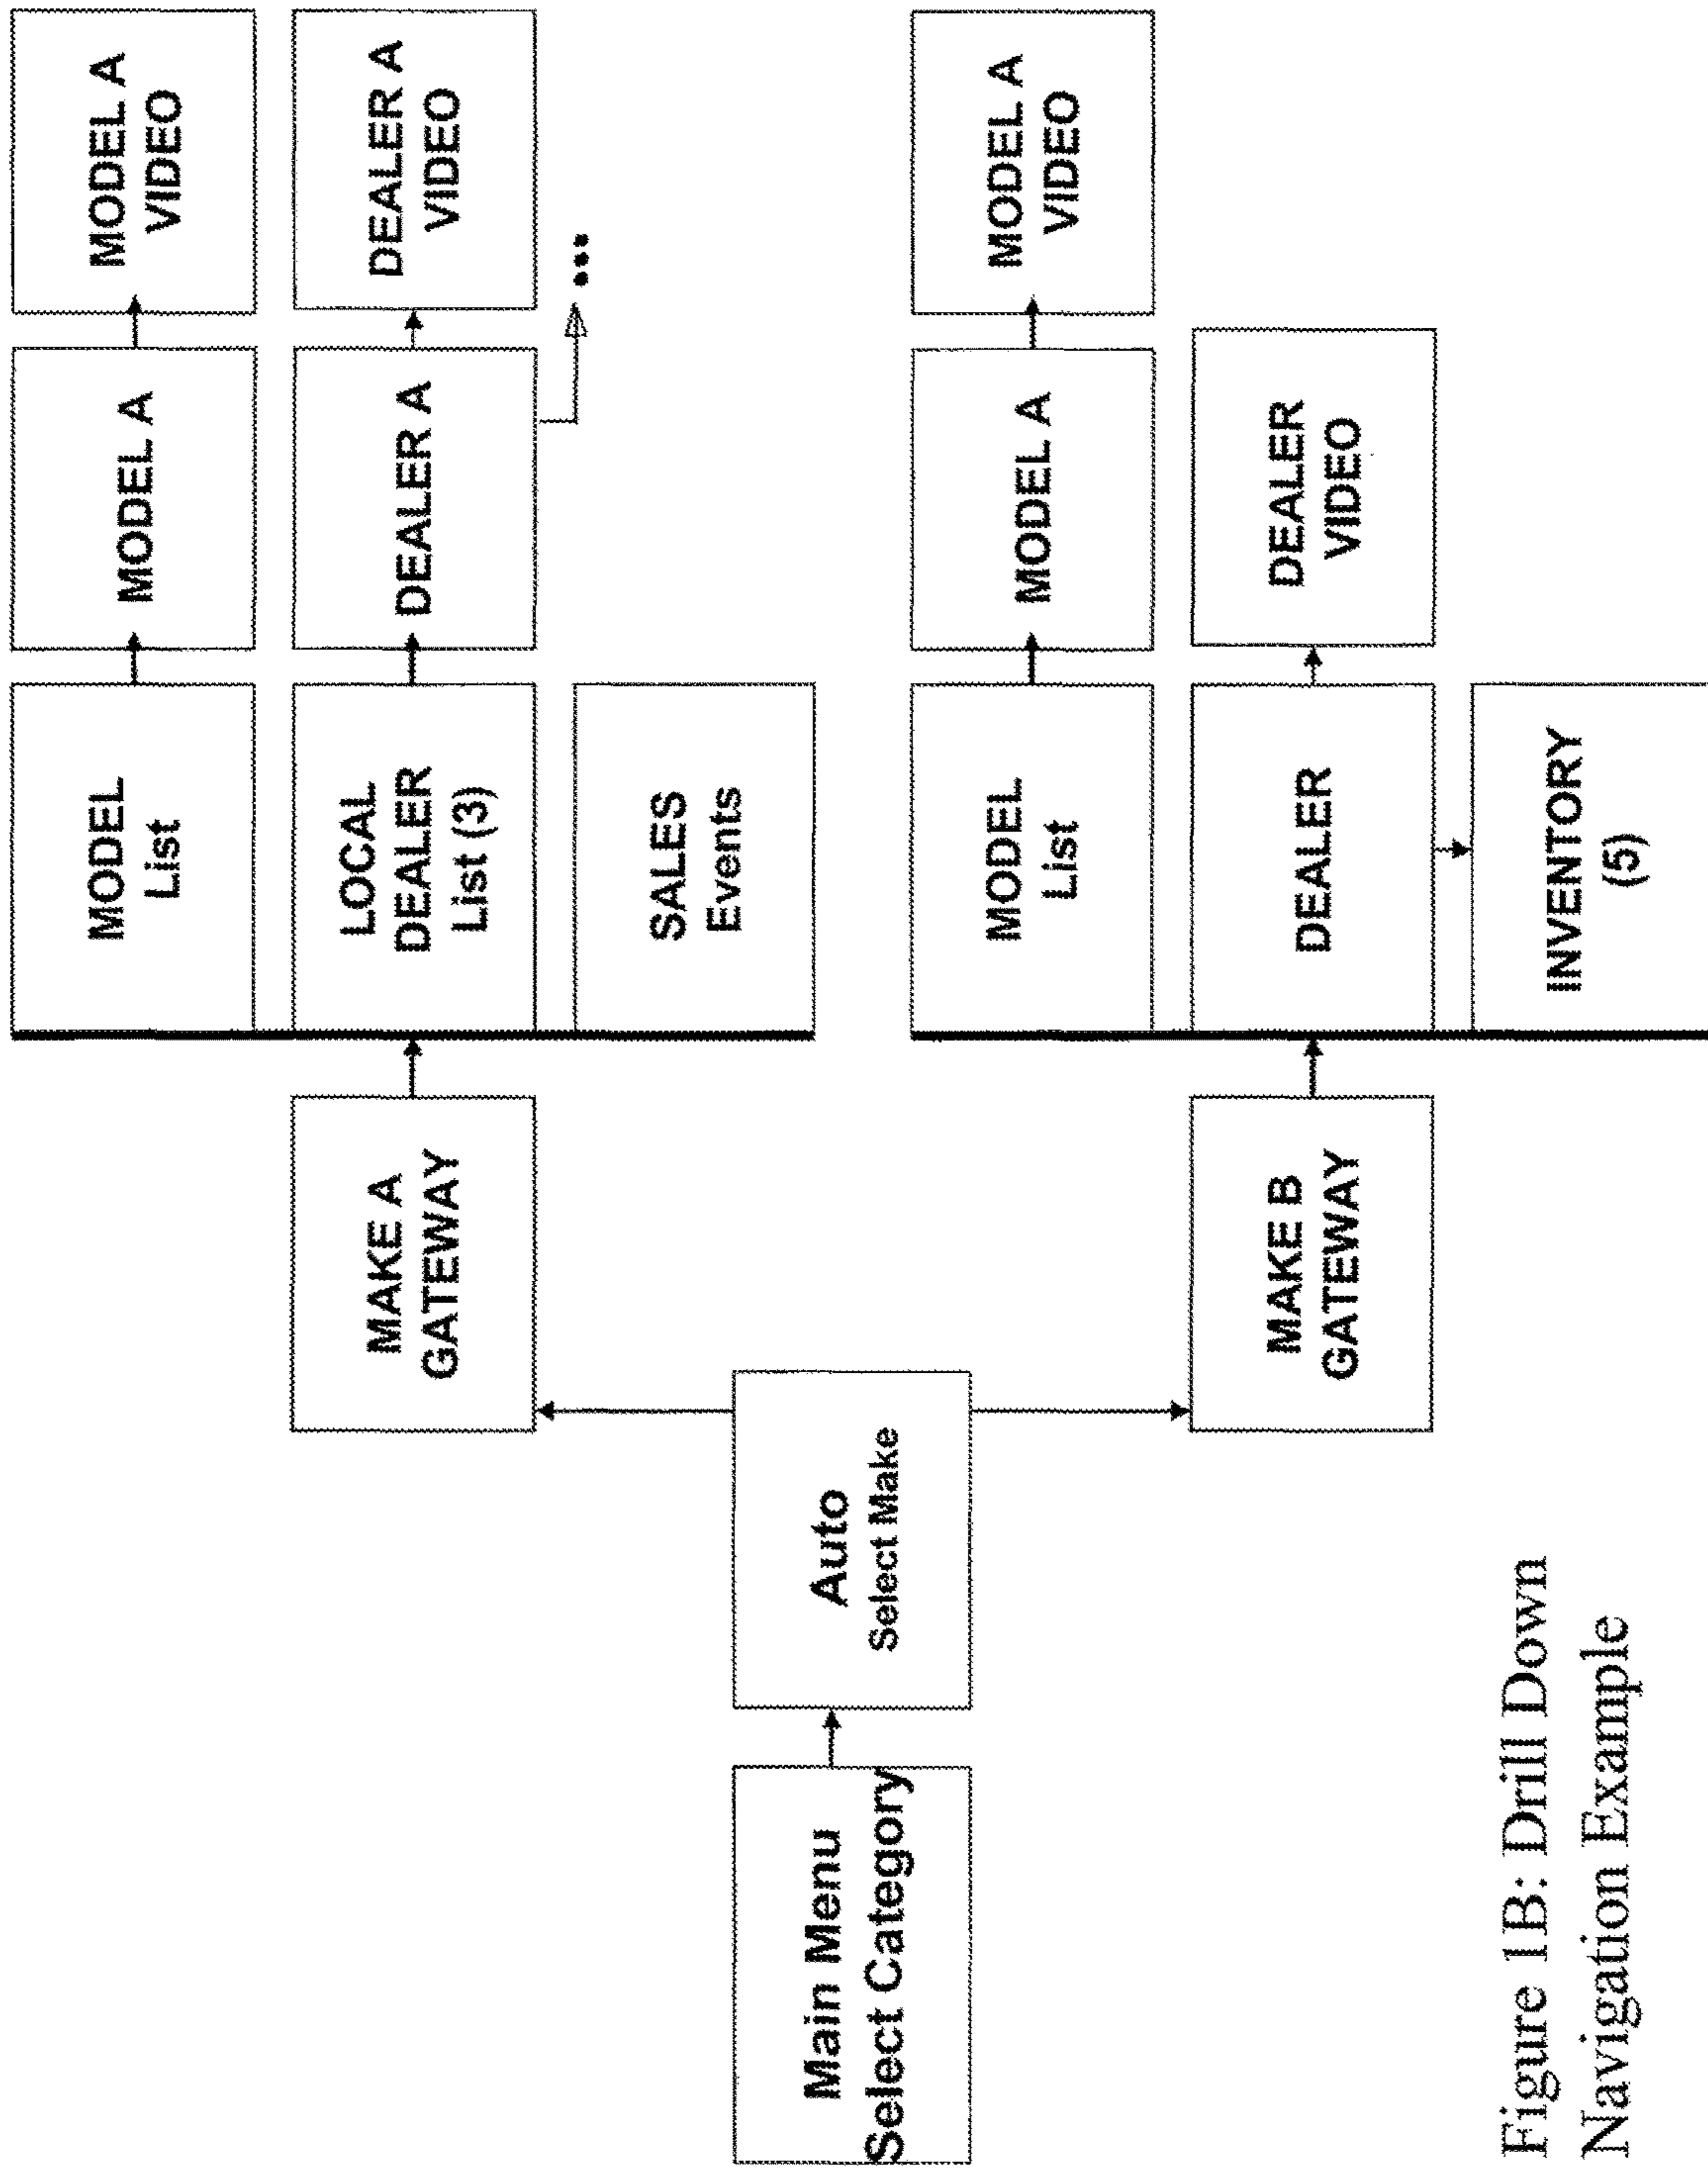 Main Menu
Select Category
Auto
Select Make
MAKE A
GATEWAY
MODEL
List
MODEL A
MODEL A
VIDEO
LOCAL
DEALER
List (3)
DEALER A
DEALER A
VIDEO
...
SALES
Events
MAKE B
GATEWAY
MODEL
List
MODEL A
MODEL A
VIDEO
DEALER
DEALER
VIDEO
INVENTORY
(5)
Figure 1B: Drill Down
Navigation Example